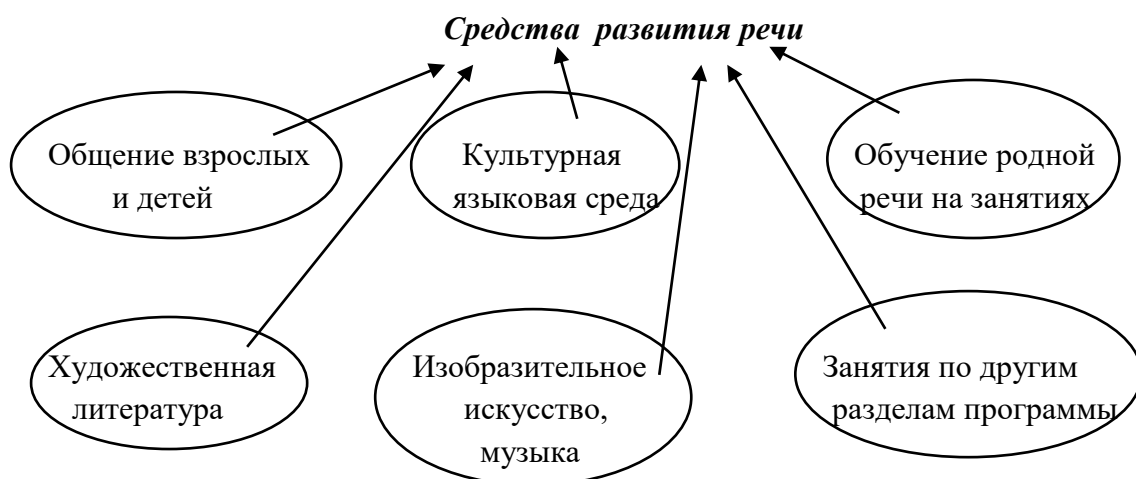 Средства развития речи
Общение взрослых
и детей
Культурная
языковая среда
Обучение родной
речи на занятиях
Художественная
литература
Изобразительное
искусство,
музыка
Занятия по другим
разделам программы